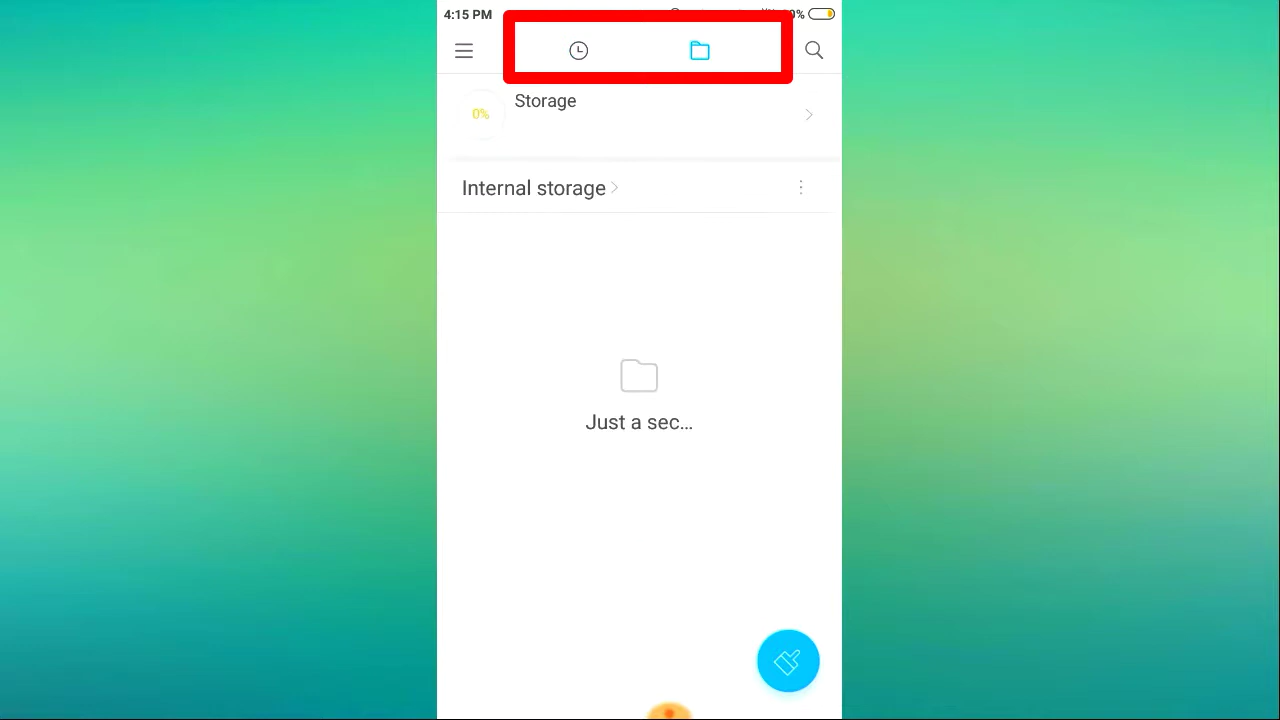 4:15 PM
0%
Storage
Internal storage
Just a sec...